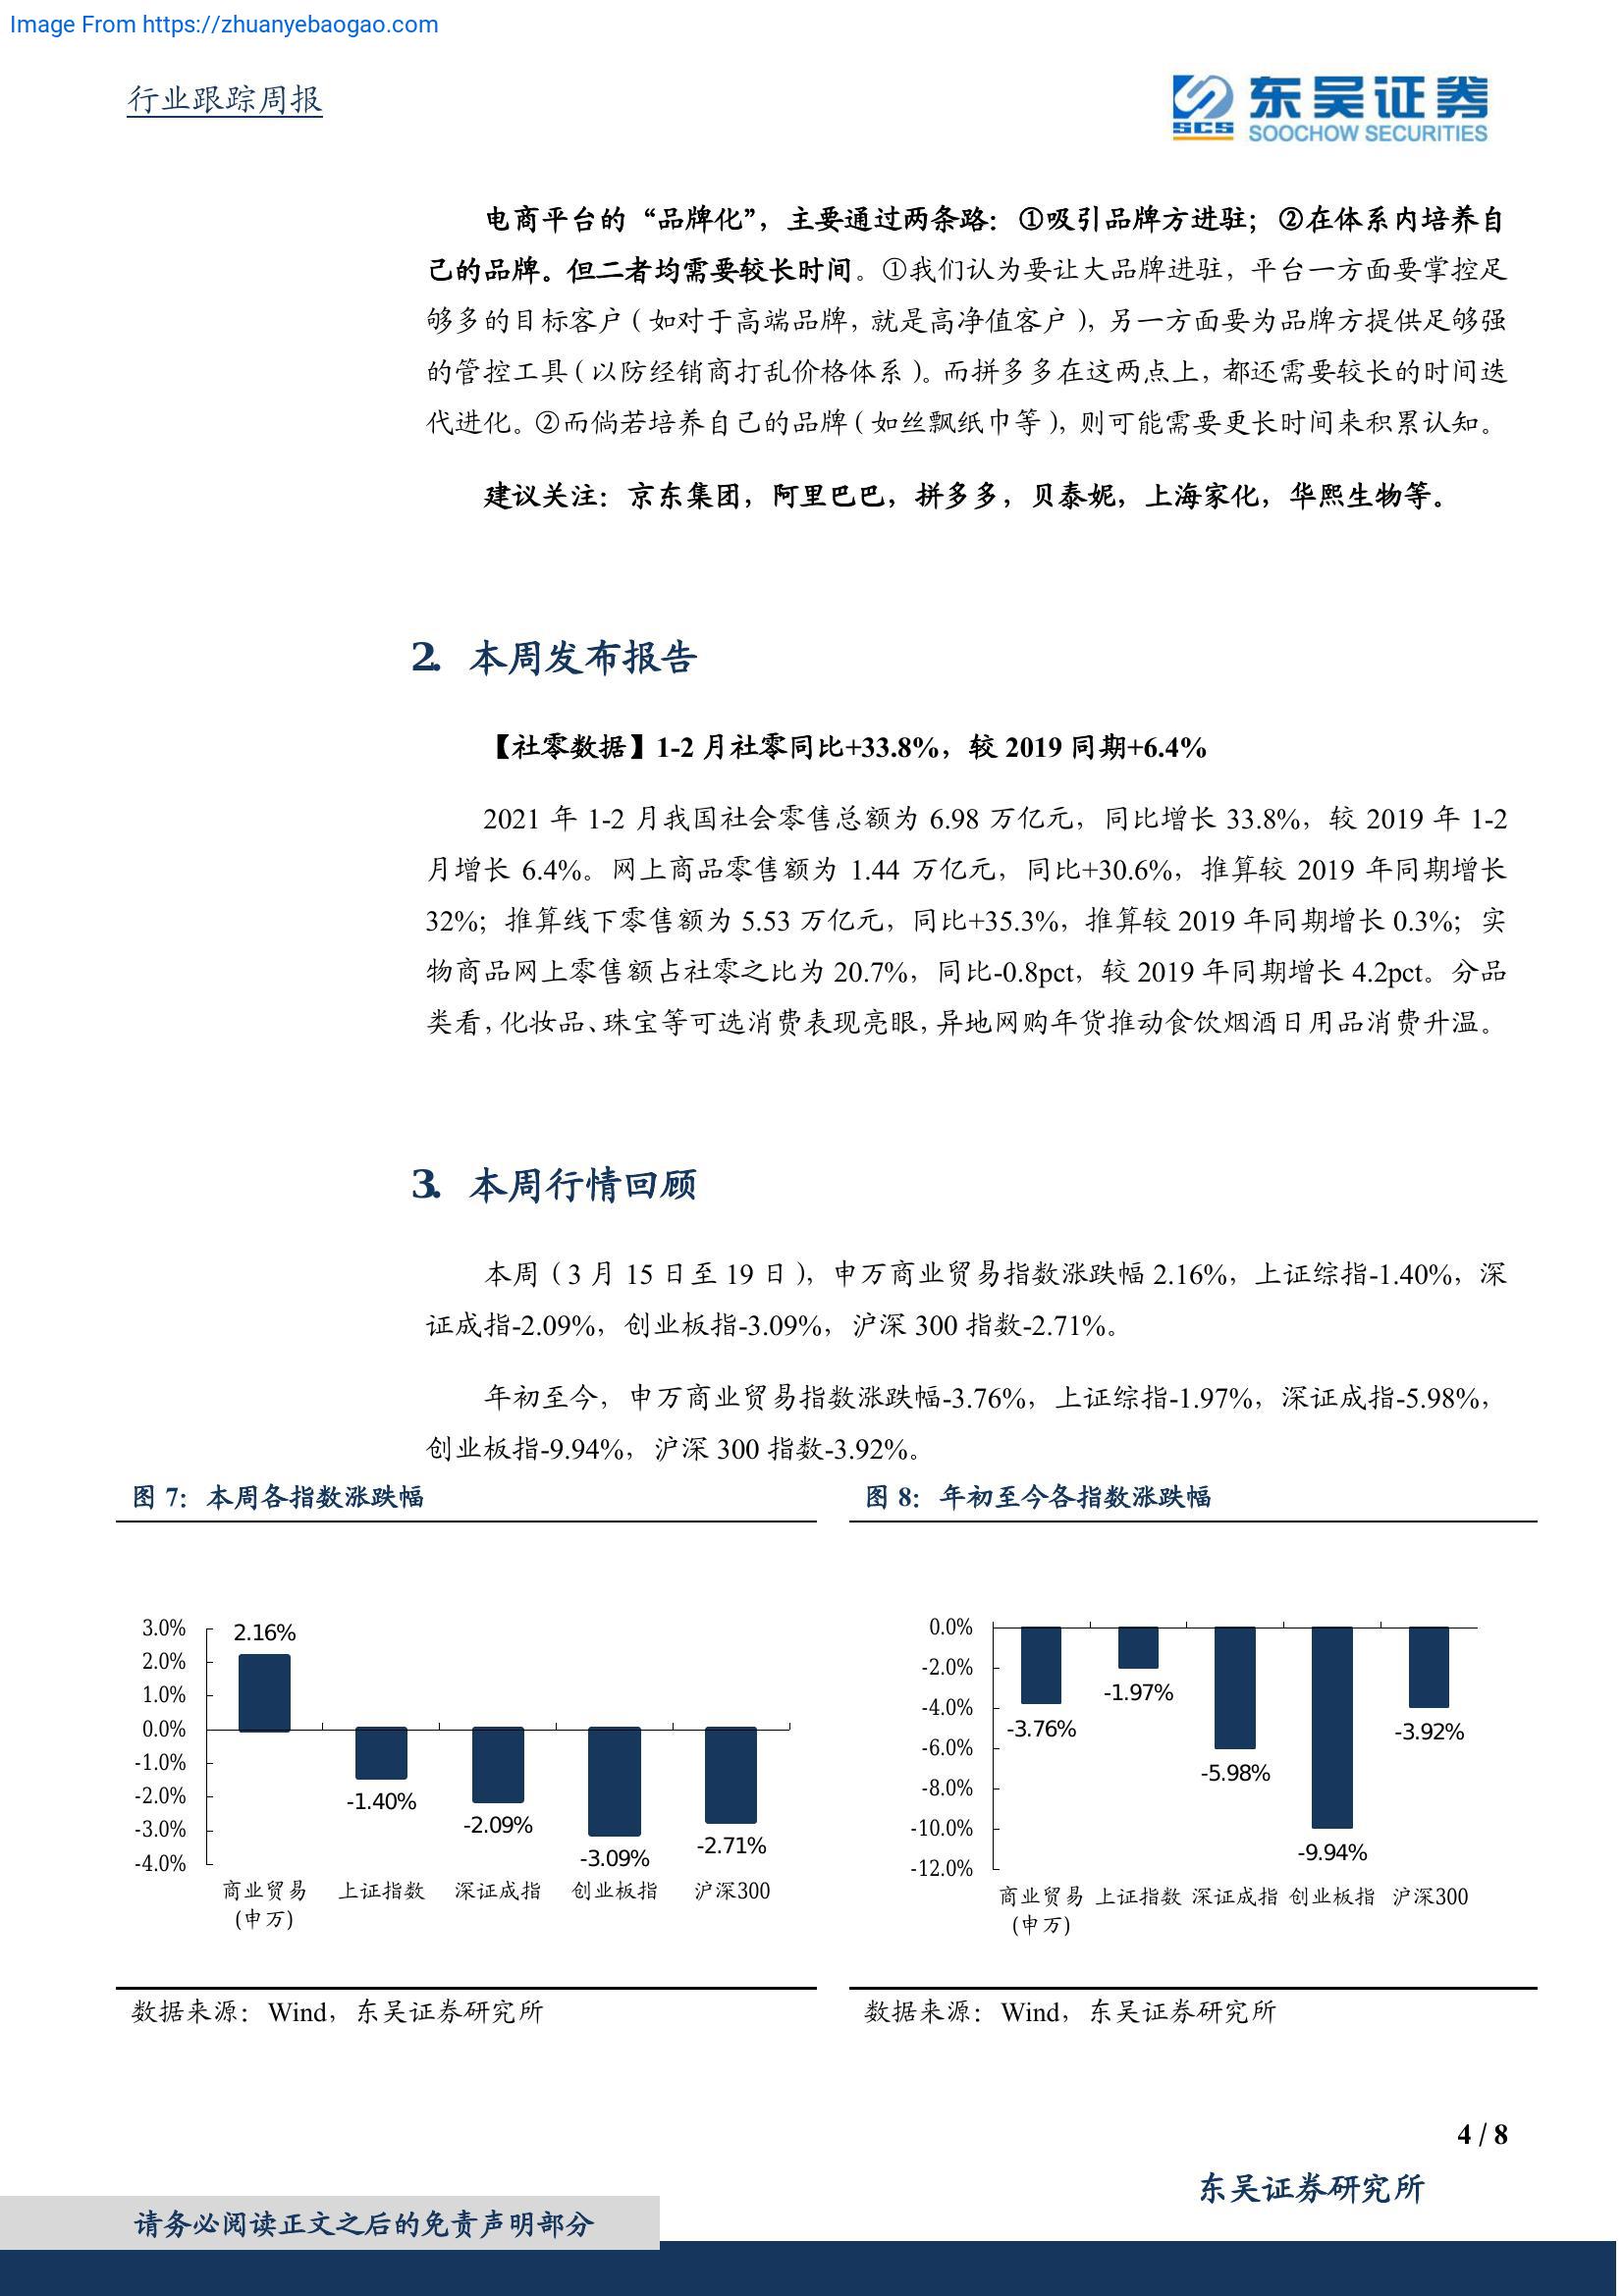 Image From https://zhuanyebaogao.com
行业跟踪周报
SCS
东吴证券
SOOCHOW SECURITIES
电商平台的“品牌化”，主要通过两条路：①吸引品牌方进驻；②在体系内培养自
己的品牌。但二者均需要较长时间。①我们认为要让大品牌进驻，平台一方面要掌控足
够多的目标客户（如对于高端品牌，就是高净值客户），另一方面要为品牌方提供足够强
的管控工具（以防经销商打乱价格体系）。而拼多多在这两点上，都还需要较长的时间迭
代进化。②而倘若培养自己的品牌（如丝飘纸巾等），则可能需要更长时间来积累认知。
建议关注：京东集团，阿里巴巴，拼多多，贝泰妮，上海家化，华熙生物等。
2. 本周发布报告
【社零数据】1-2 月社零同比+33.8%，较 2019 同期+6.4%
2021 年 1-2 月我国社会零售总额为 6.98 万亿元，同比增长 33.8%，较 2019 年 1-2
月增长 6.4%。网上商品零售额为 1.44 万亿元，同比+30.6%，推算较 2019 年同期增长
32%；推算线下零售额为 5.53 万亿元，同比+35.3%，推算较 2019 年同期增长 0.3%；实
物商品网上零售额占社零之比为 20.7%，同比-0.8pct，较 2019 年同期增长 4.2pct。分品
类看，化妆品、珠宝等可选消费表现亮眼，异地网购年货推动食饮烟酒日用品消费升温。
3. 本周行情回顾
本周（3 月 15 日至 19 日），申万商业贸易指数涨跌幅 2.16%，上证综指-1.40%，深
证成指-2.09%，创业板指-3.09%，沪深 300 指数-2.71%。
年初至今，申万商业贸易指数涨跌幅-3.76%，上证综指-1.97%，深证成指-5.98%，
创业板指-9.94%，沪深 300 指数-3.92%。
图 7：本周各指数涨跌幅
3.0%
2.0%
1.0%
0.0%
-1.0%
-2.0%
-3.0%
-4.0%
2.16%
-1.40%
-2.09%
-3.09%
-2.71%
商业贸易 上证指数 深证成指 创业板指 沪深300
(申万)
数据来源：Wind，东吴证券研究所
图 8：年初至今各指数涨跌幅
0.0%
-2.0%
-4.0%
-6.0%
-8.0%
-10.0%
-12.0%
-3.76%
-1.97%
-5.98%
-9.94%
-3.92%
商业贸易 上证指数 深证成指 创业板指 沪深300
(申万)
数据来源：Wind，东吴证券研究所
4 / 8
东吴证券研究所
请务必阅读正文之后的免责声明部分